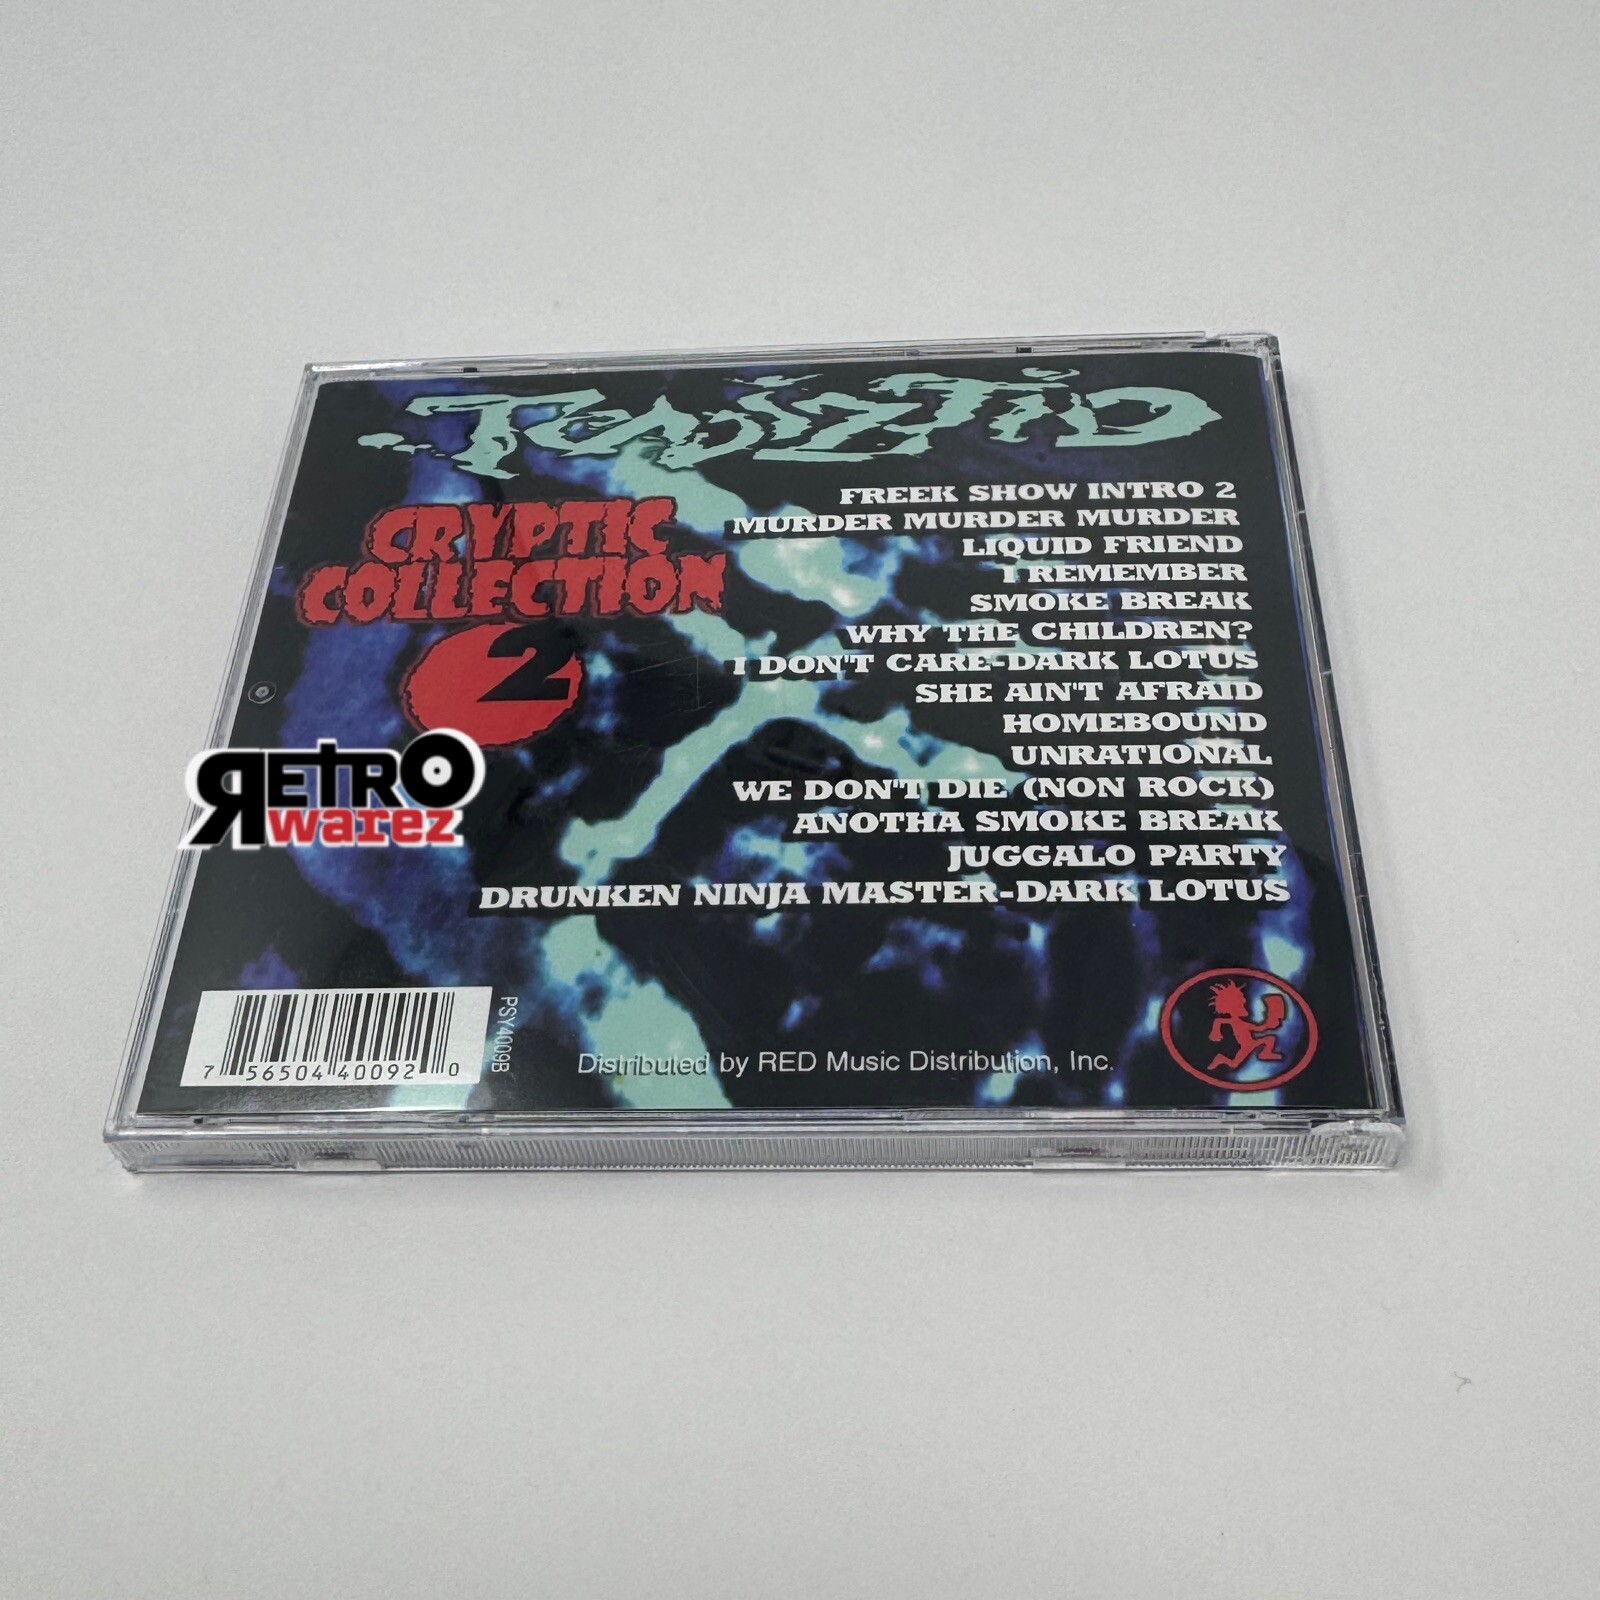 TWIZTID
CRYPTIC
COLLECTION
2
FREEK SHOW INTRO 2
MURDER MURDER MURDER
LIQUID FRIEND
I REMEMBER
SMOKE BREAK
WHY THE CHILDREN?
I DON'T CARE-DARK LOTUS
SHE AIN'T AFRAID
HOMEBOUND
UNRATIONAL
WE DON'T DIE (NON ROCK)
ANOTHA SMOKE BREAK
JUGGALO PARTY
DRUNKEN NINJA MASTER-DARK LOTUS
RETRO
warez
7 56504 40092 0
PSY4009B
Distributed by RED Music Distribution, Inc.